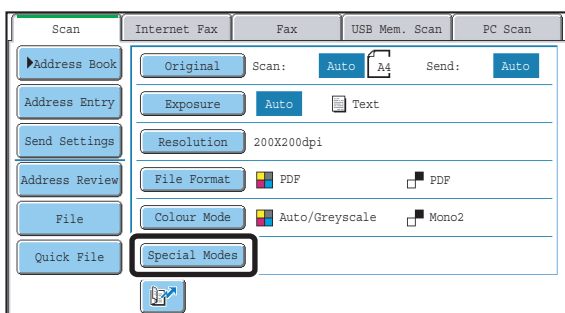 Scan Internet Fax Fax USB Mem. Scan PC Scan
Address Book Original Scan: Auto A4 Send: Auto
Address Entry Exposure Auto Text
Send Settings Resolution 200X200dpi
Address Review File Format PDF PDF
File Colour Mode Auto/Greyscale Mono2
Quick File Special Modes